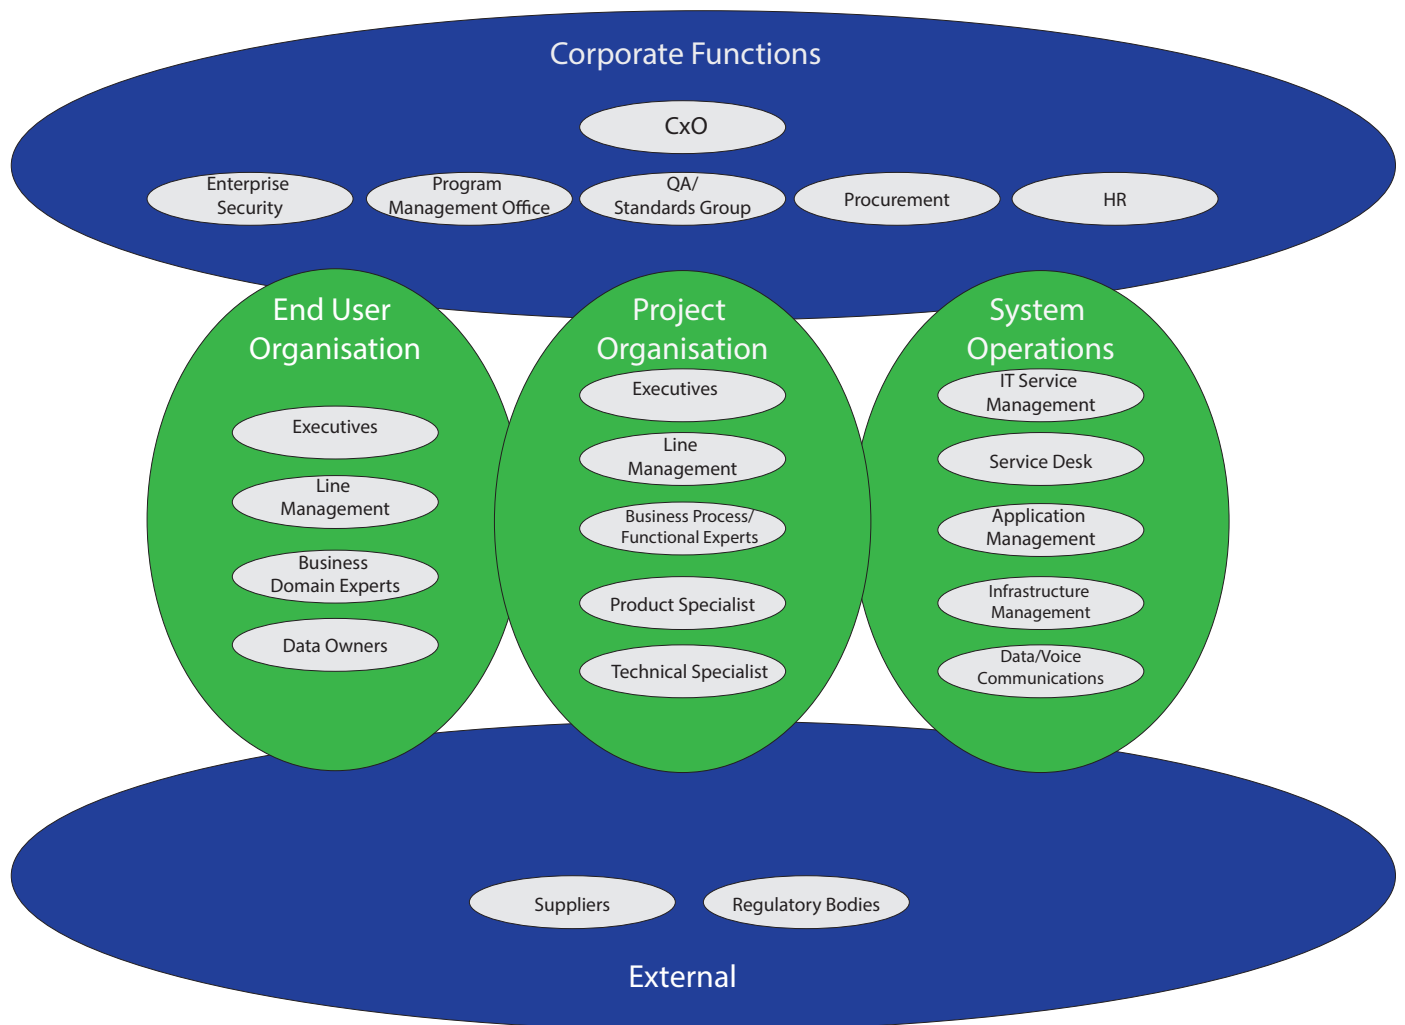 Corporate Functions
CxO
Enterprise
Security
Program
Management Office
QA/
Standards Group
Procurement
HR
End User
Organisation
Executives
Line
Management
Business
Domain Experts
Data Owners
Project
Organisation
Executives
Line
Management
Business Process/
Functional Experts
Product Specialist
Technical Specialist
System
Operations
IT Service
Management
Service Desk
Application
Management
Infrastructure
Management
Data/Voice
Communications
Suppliers
Regulatory Bodies
External